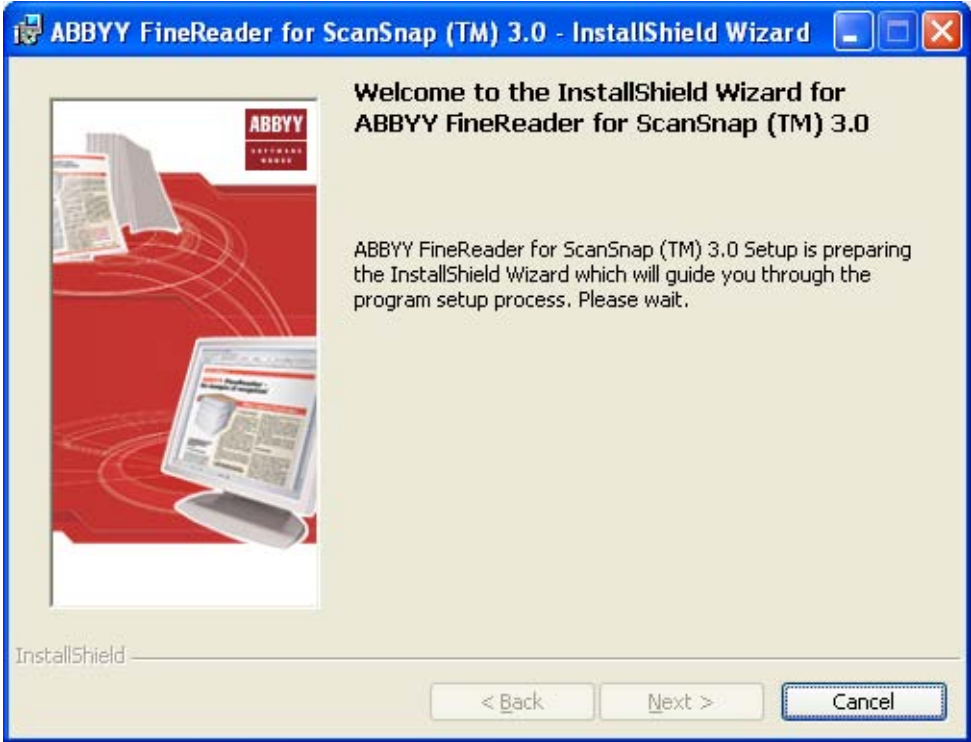 ABBYY FineReader for ScanSnap (TM) 3.0 - InstallShield Wizard
Welcome to the InstallShield Wizard for
ABBYY FineReader for ScanSnap (TM) 3.0
ABBYY
SOFTWARE
HOUSE
ABBYY FineReader for ScanSnap (TM) 3.0 Setup is preparing
the InstallShield Wizard which will guide you through the
program setup process. Please wait.
InstallShield
< Back
Next >
Cancel